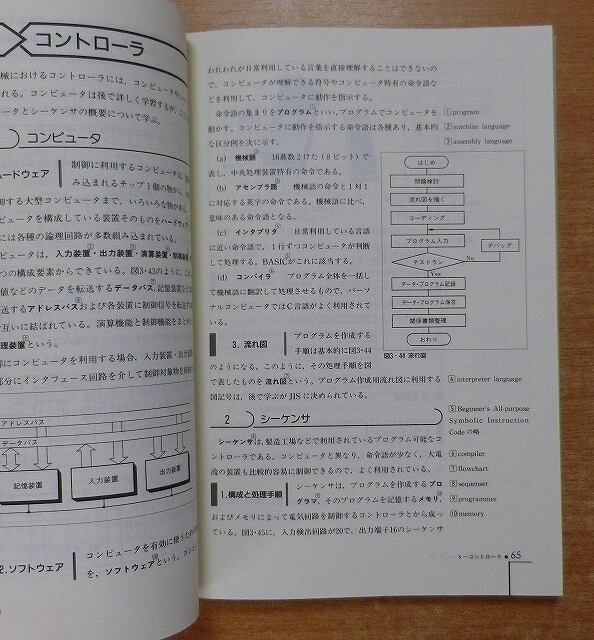 コントローラ
コンピュータ
ハードウェア
制御に利用するコンピュータは、
み込まれるチップ1個の物から、
御する大型コンピュータまで、いろいろな物がある。
ピュータを構成している装置そのものをハードウェア
には各種の論理回路が多数組み込まれている。
ピュータは、入力装置・出力装置・演算装置・
つの構成要素からできている。図3・43のように、
値などのデータを転送するデータバス、記憶装置
送するアドレスバスおよび各装置に制御信号を転送する
互いに結ばれている。演算機能と制御機能をまとめ
理装置という。
にコンピュータを利用する場合、入力装置・出力
部分にインタフェース回路を介して制御対象物を
アドレスバス
データバス
記憶装置
入力装置
出力装置
2.ソフトウェア
コンピュータを有効に使うため
を、ソフトウェアという。コン
われわれが日常利用している言葉を直接理解することはできないの
で、コンピュータが理解できる符号やコンピュータ特有の命令語な
どを利用して、コンピュータに動作を指示する。
命令語の集まりをプログラムといい、プログラムでコンピュータを
動かす。コンピュータに動作を指示する命令語は各種あり、基本的
な区分例を次に示す。
(a) 機械語② 16進数2けた(8ビット)で
表し、中央処理装置特有の命令である。
(b) アセンブラ語③ 機械語の命令と1対1
に対応する英字の命令である。機械語に比べ、
意味のある命令語となる。
(c) インタプリタ④ 日常利用している言語
に近い命令語で、1行ずつコンピュータが判断
して処理する。BASIC⑤がこれに該当する。
(d) コンパイラ⑥ プログラム全体を一括し
て機械語に翻訳して処理させるもので、パーソ
ナルコンピュータではC言語がよく利用されて
いる。
3. 流れ図
プログラムを作成する
手順は基本的に図3・44
のようになる。このように、その処理手順を図
で表したものを流れ図⑦という。プログラム作成用流れ図に利用する
図記号は、後で学ぶが JIS に決められている。
はじめ
問題検討
流れ図を描く
コーディング
プログラム入力
デバッグ
テストラン
No
Yes
データ・プログラム記録
データ・プログラム保存
関係書類整理
おわり
図3・44 流れ図
2 シーケンサ
シーケンサ⑧は、製造工場などで利用されているプログラム可能なコ
ントローラである。コンピュータと異なり、命令語が少なく、大電
流の装置も比較的容易に制御できるので、よく利用されている。
1.構成と処理手順
シーケンサは、プログラムを作成するプロ
グラマ⑨、そのプログラムを記憶するメモリ⑩、
およびメモリによって電気回路を制御するコントローラとから成っ
ている。図3・45に、入力検出回路が20で、出力端子16のシーケンサ
①program
②machine language
③assembly language
④interpreter language
⑤Beginner's All-purpose
Symbolic Instruction
Code の略
⑥compiler
⑦flowchart
⑧sequenser
⑨programmer
⑩memory
5—コントローラ ● 65